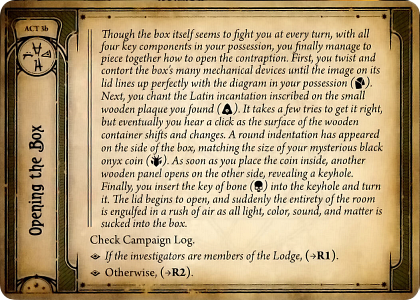 ACT 3b
Opening the Box
Though the box itself seems to fight you at every turn, with all
four key components in your possession, you finally manage to
piece together how to open the contraption. First, you twist and
contort the box's many mechanical devices until the image on its
lid lines up perfectly with the diagram in your possession ().
Next, you chant the Latin incantation inscribed on the small
wooden plaque you found (). It takes a few tries to get it right,
but eventually you hear a click as the surface of the wooden
container shifts and changes. A round indentation has appeared
on the side of the box, matching the size of your mysterious black
onyx coin (). As soon as you place the coin inside, another
wooden panel opens on the other side, revealing a keyhole.
Finally, you insert the key of bone () into the keyhole and turn
it. The lid begins to open, and suddenly the entirety of the room
is engulfed in a rush of air as all light, color, sound, and matter is
sucked into the box.
Check Campaign Log.
If the investigators are members of the Lodge, (→R1).
Otherwise, (→R2).